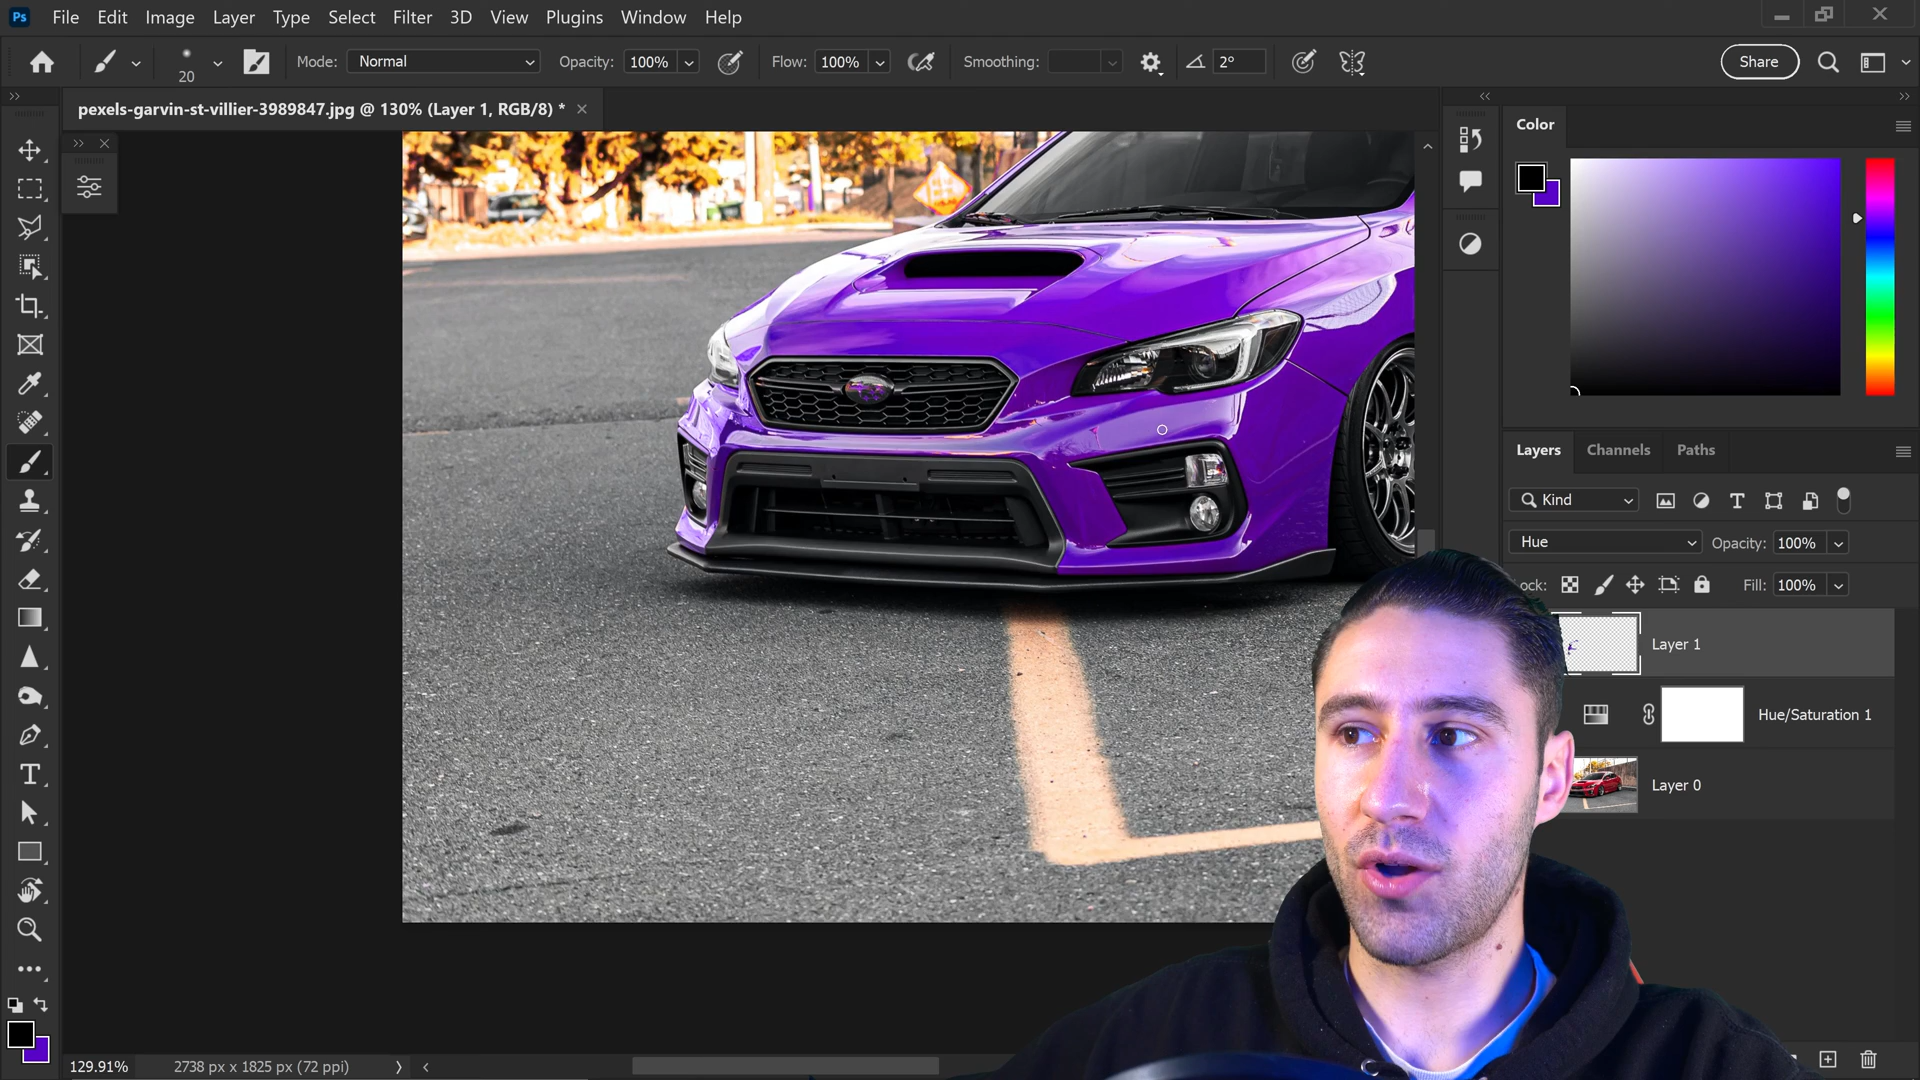 Ps File Edit Image Layer Type Select Filter 3D View Plugins Window Help
20 Mode: Normal Opacity: 100% Flow: 100% Smoothing: 2° Share
pexels-garvin-st-villier-3989847.jpg @ 130% (Layer 1, RGB/8) *
Color
Layers Channels Paths
Kind
Hue Opacity: 100%
ock: Fill: 100%
Layer 1
Hue/Saturation 1
Layer 0
129.91% 2738 px x 1825 px (72 ppi)